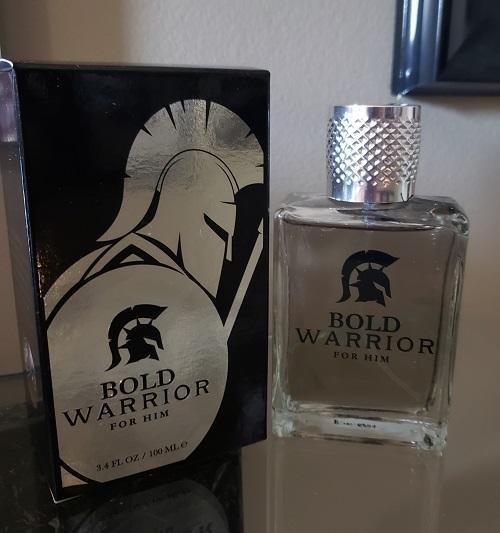 BOLD
WARRIOR
FOR HIM
3.4 FL OZ / 100 ML e
BOLD
WARRIOR
FOR HIM